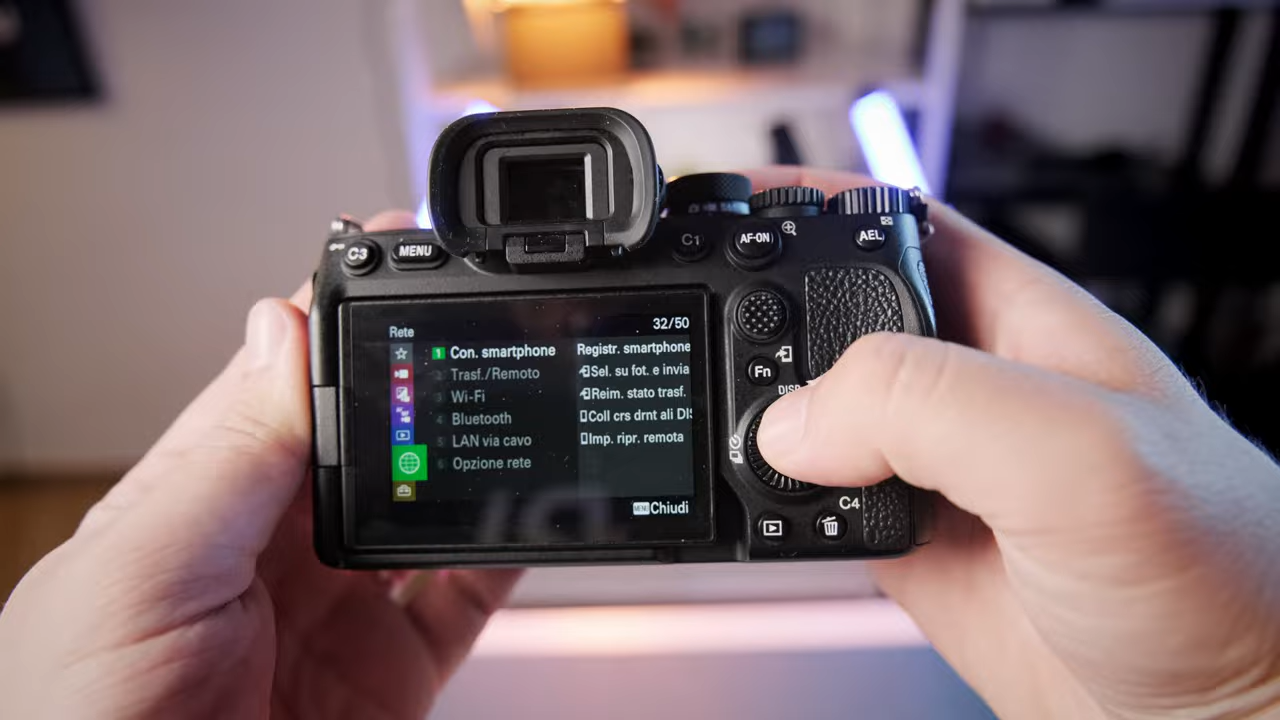 C3
MENU
C1
AF-ON
AEL
Rete
32/50
1 Con. smartphone
2 Trasf./Remoto
3 Wi-Fi
4 Bluetooth
5 LAN via cavo
6 Opzione rete
Registr. smartphone
Sel. su fot. e invia
Reim. stato trasf.
Coll crs drnt ali DIS
Imp. ripr. remota
MENU Chiudi
Fn
DISP
C4